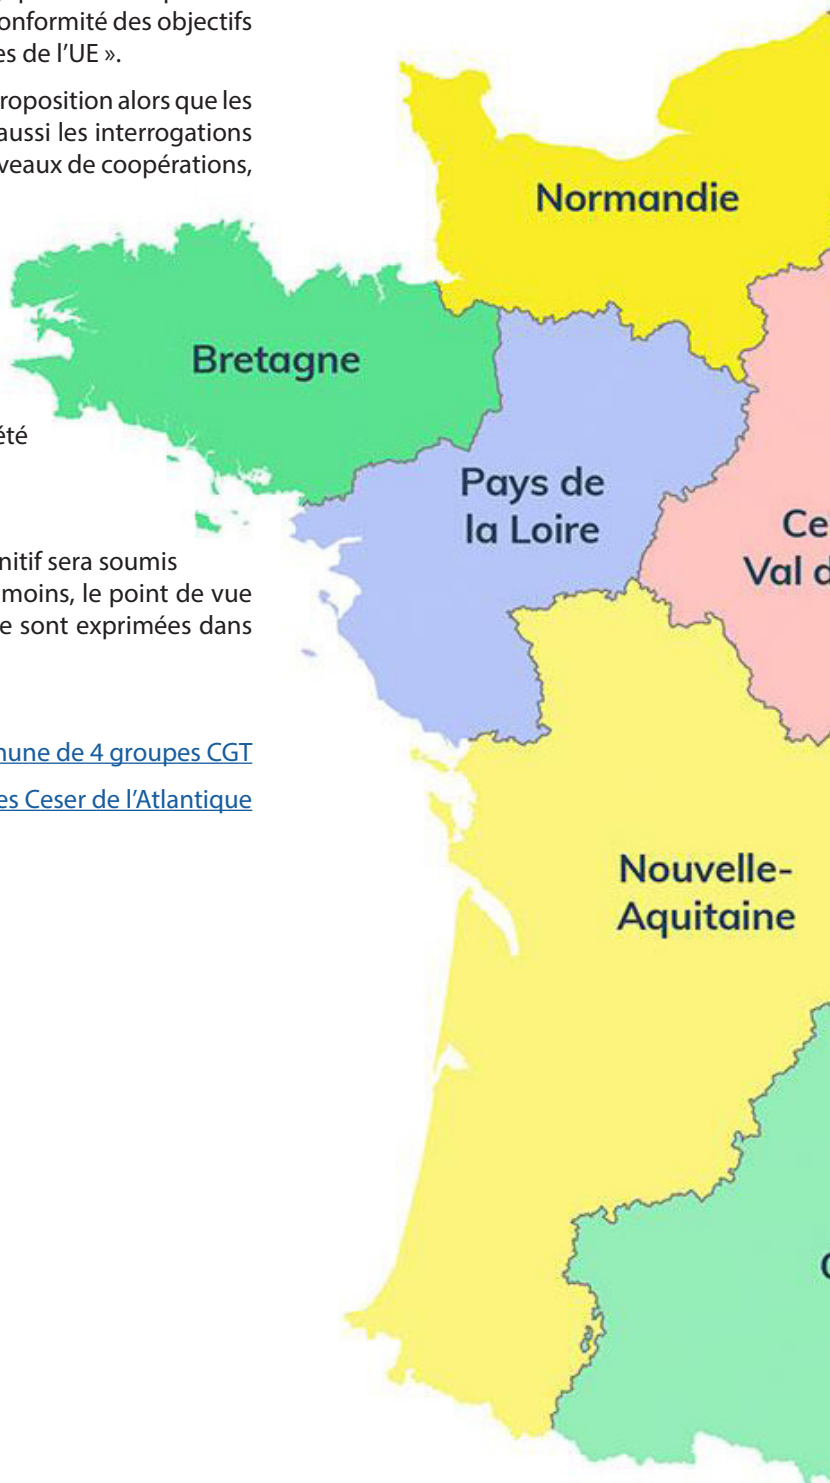 onformité des objectifs
es de l’UE ».
roposition alors que les
aussi les interrogations
veaux de coopérations,
Normandie
Bretagne
été
Pays de
la Loire
Ce
Val d
nitif sera soumis
moins, le point de vue
e sont exprimées dans
mune de 4 groupes CGT
es Ceser de l’Atlantique
Nouvelle-
Aquitaine